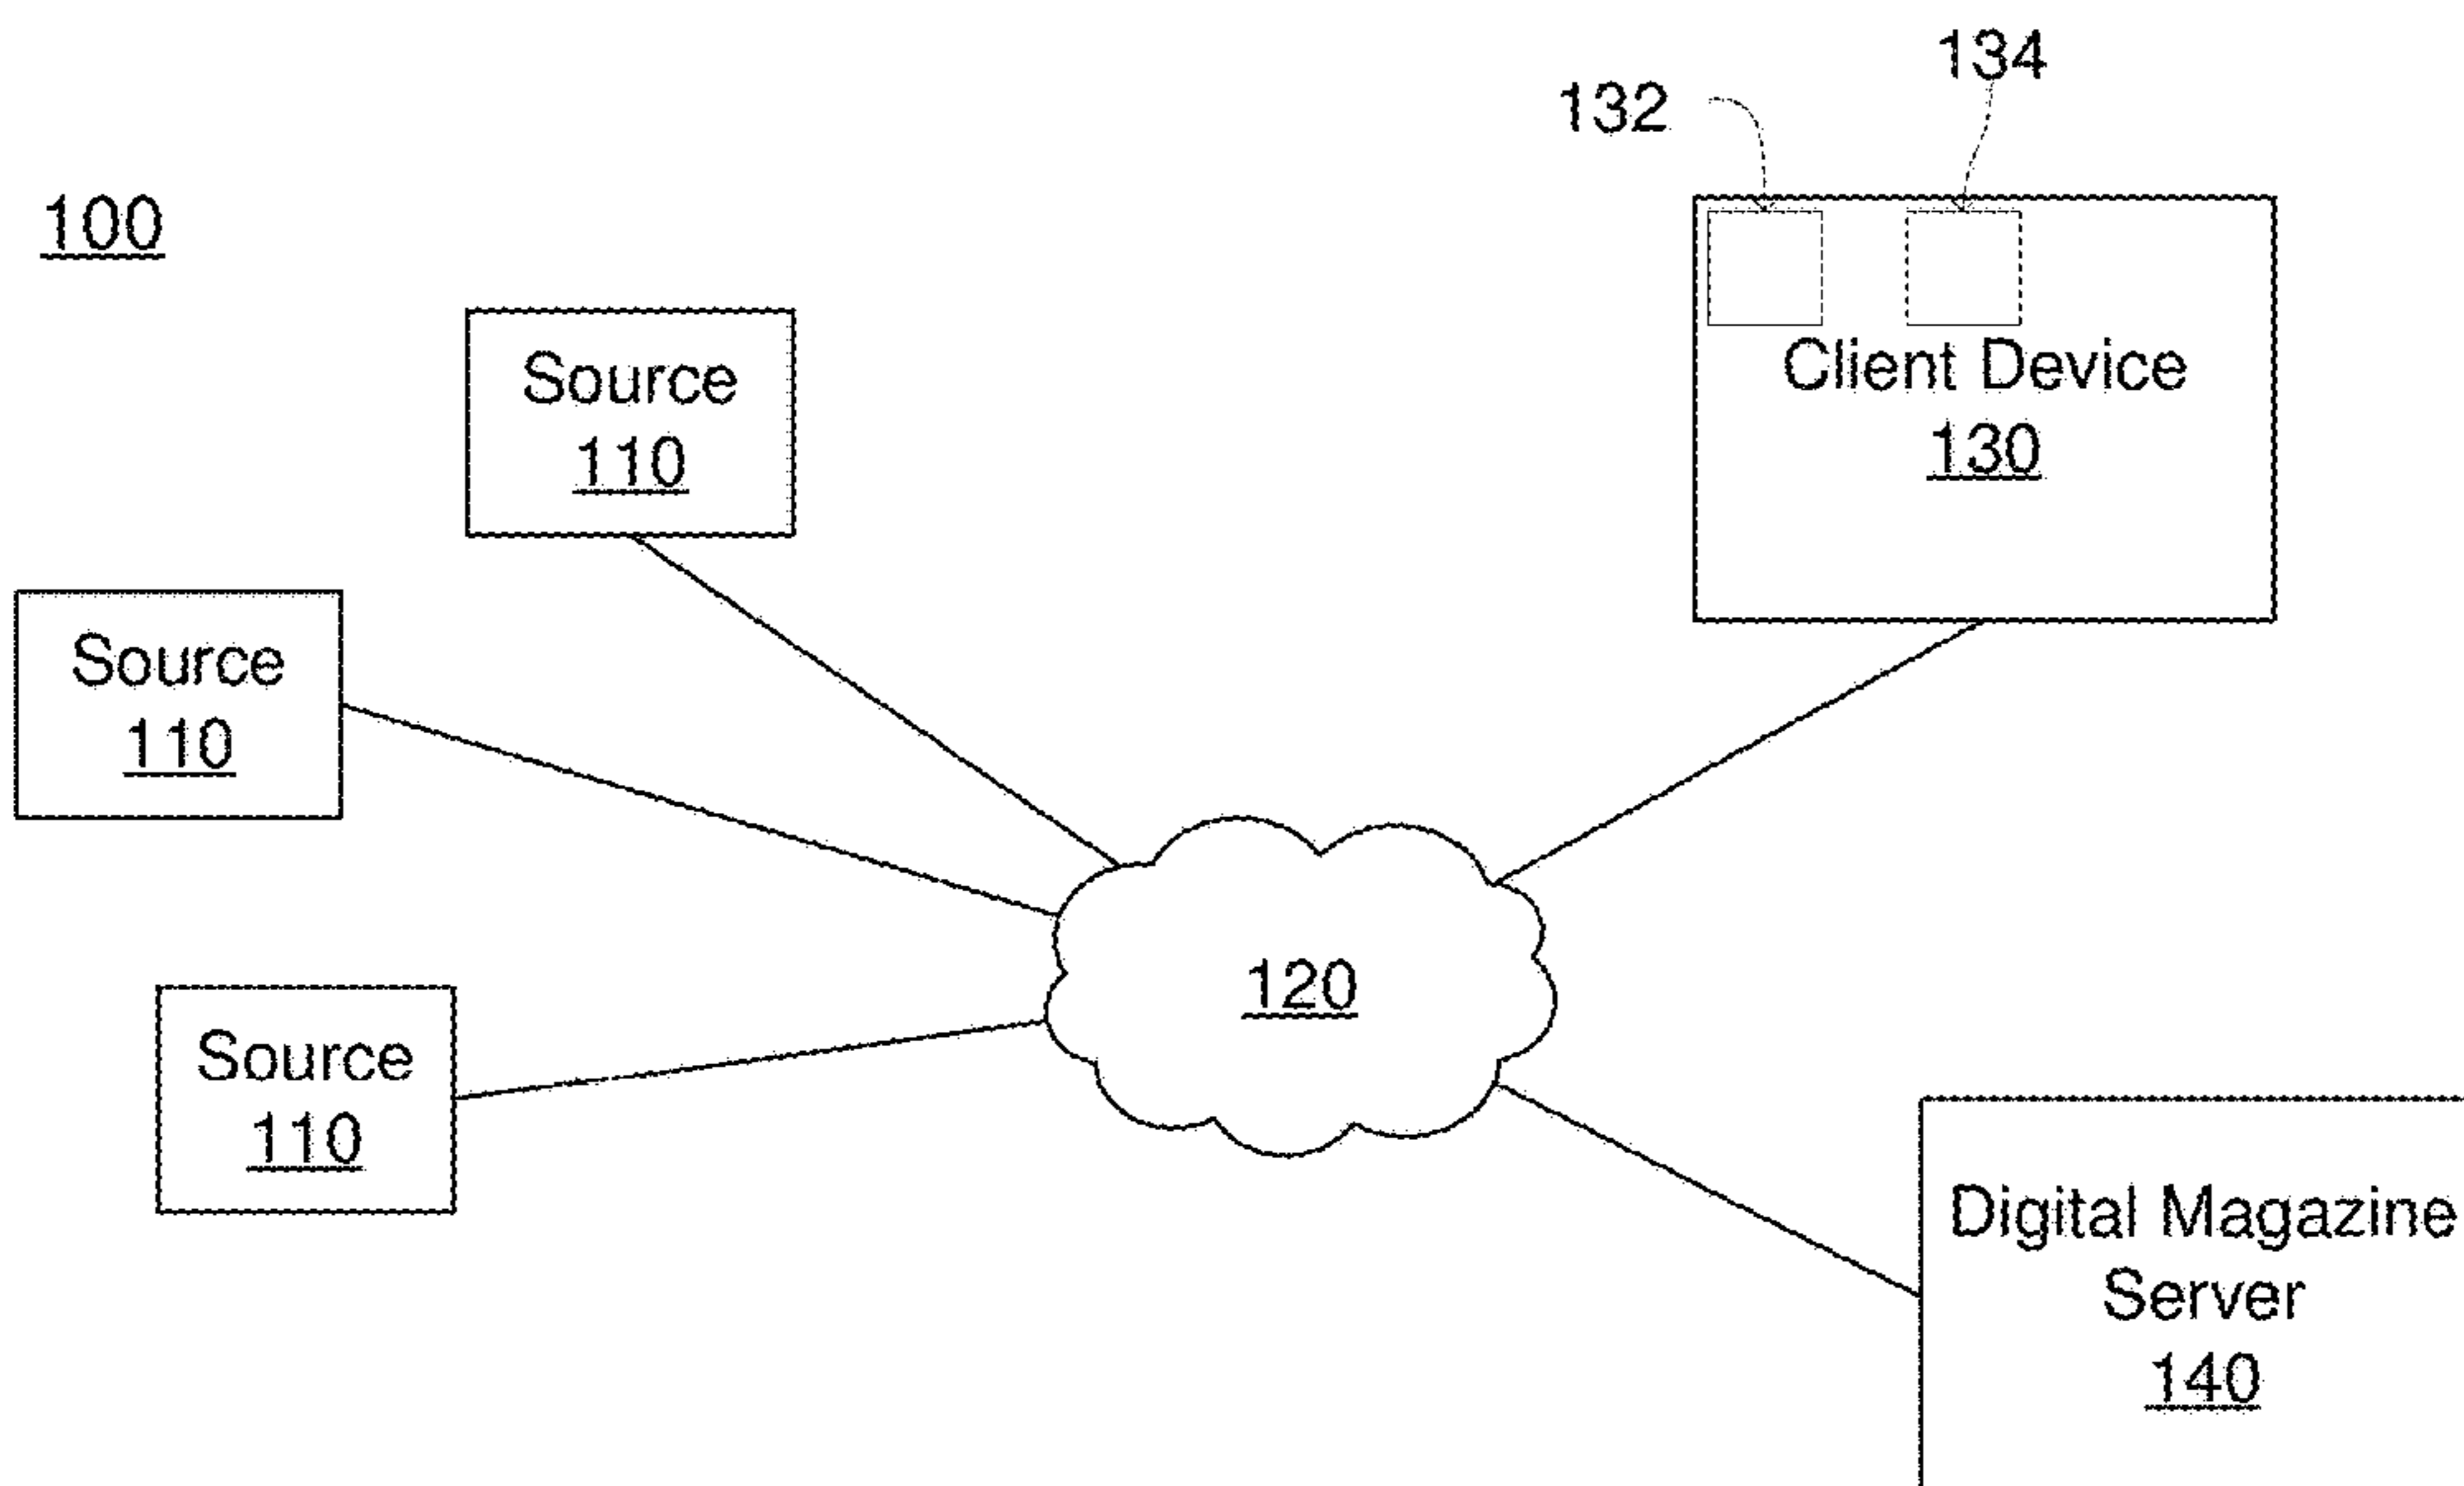 134
132
100
Source
110
Client Device
130
Source
110
120
Source
110
Digital Magazine
Server
140